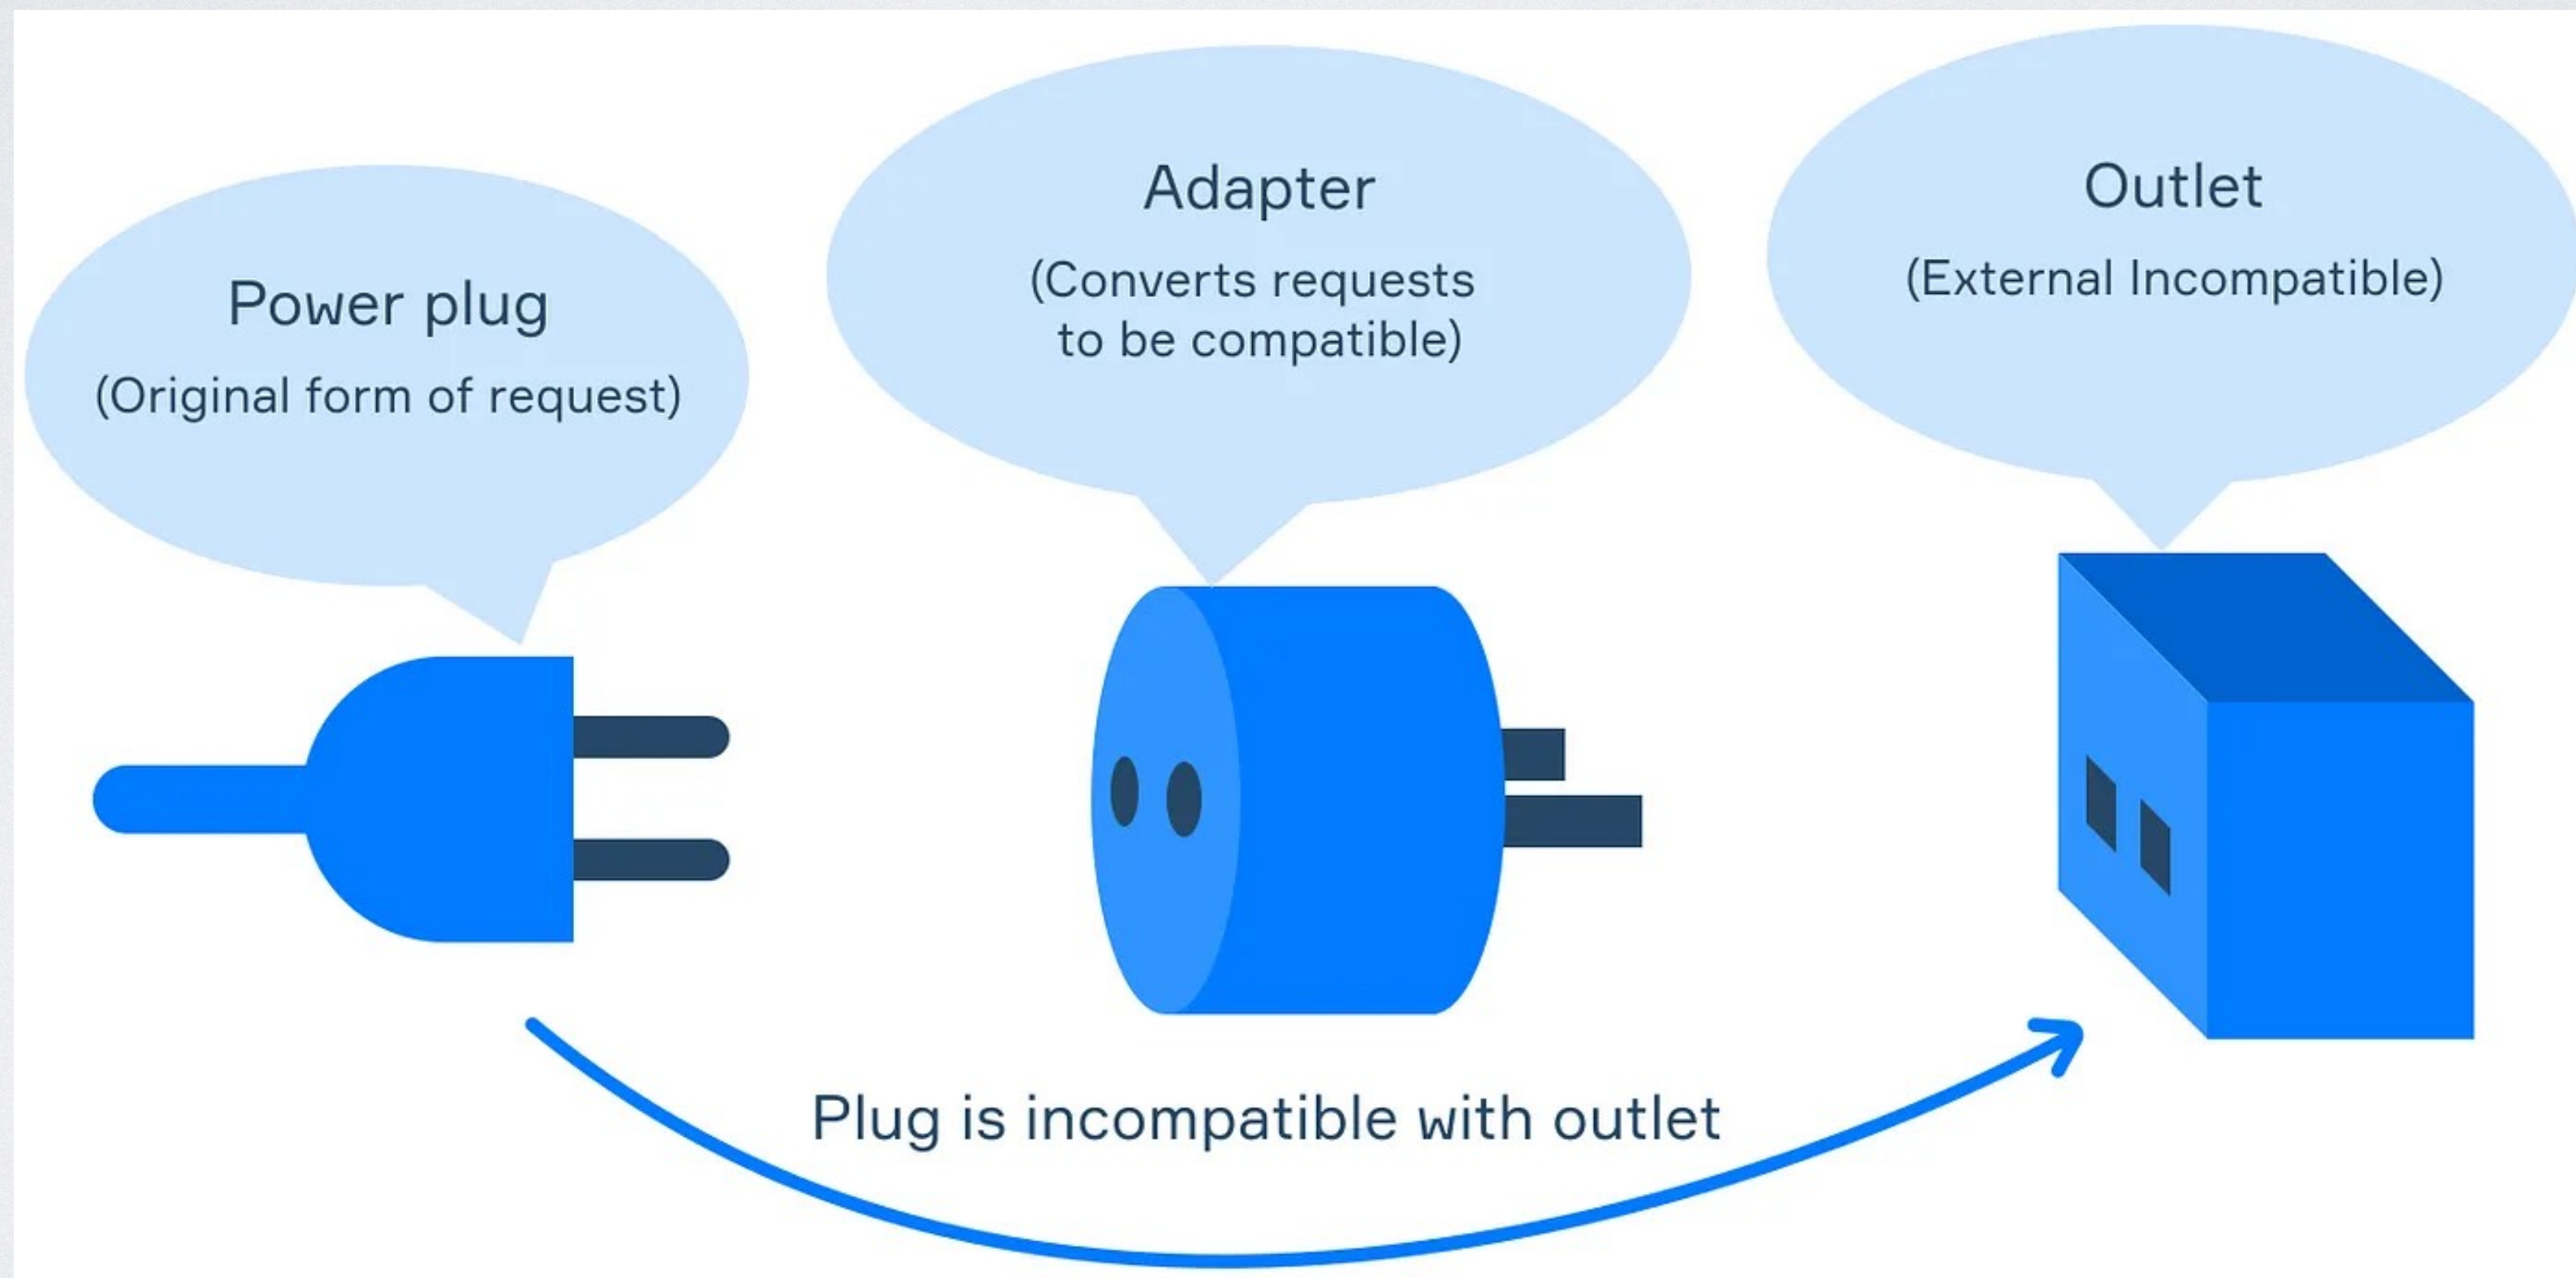 Power plug
(Original form of request)
Adapter
(Converts requests
to be compatible)
Outlet
(External Incompatible)
Plug is incompatible with outlet